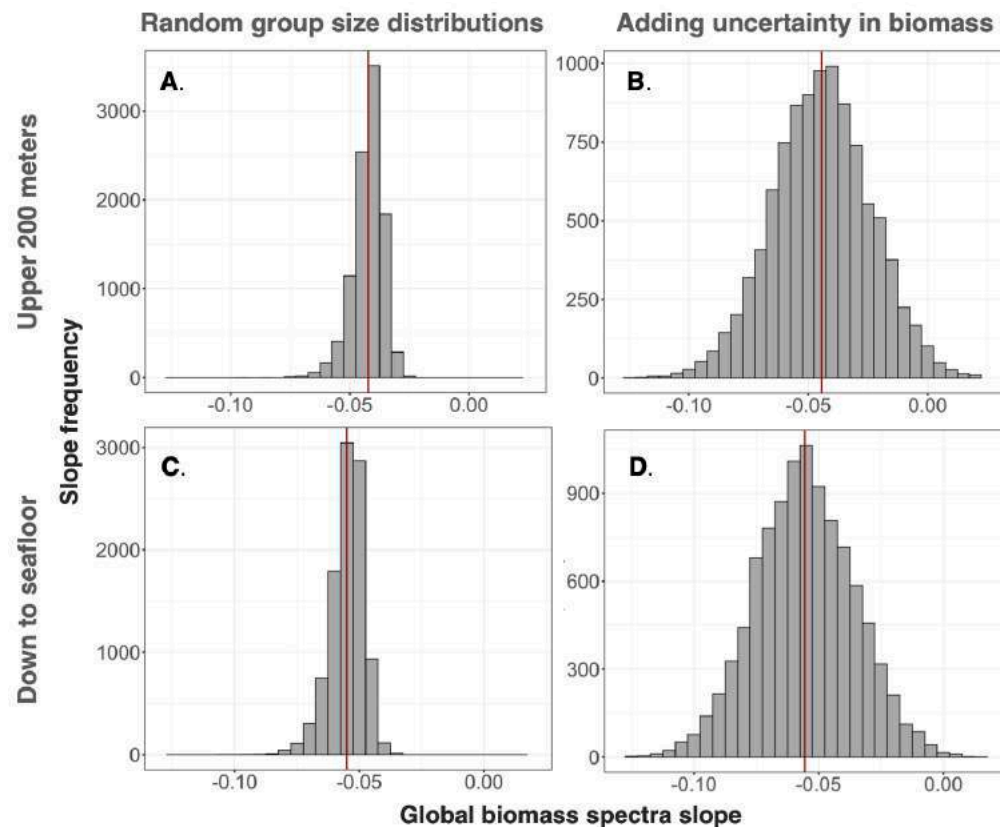 Random group size distributions
Adding uncertainty in biomass
Upper 200 meters
Down to seafloor
Slope frequency
A.
3000
2000
1000
0
-0.10
-0.05
0.00
B.
1000
750
500
250
0
-0.10
-0.05
0.00
C.
3000
2000
1000
0
-0.10
-0.05
0.00
D.
900
600
300
0
-0.10
-0.05
0.00
Global biomass spectra slope